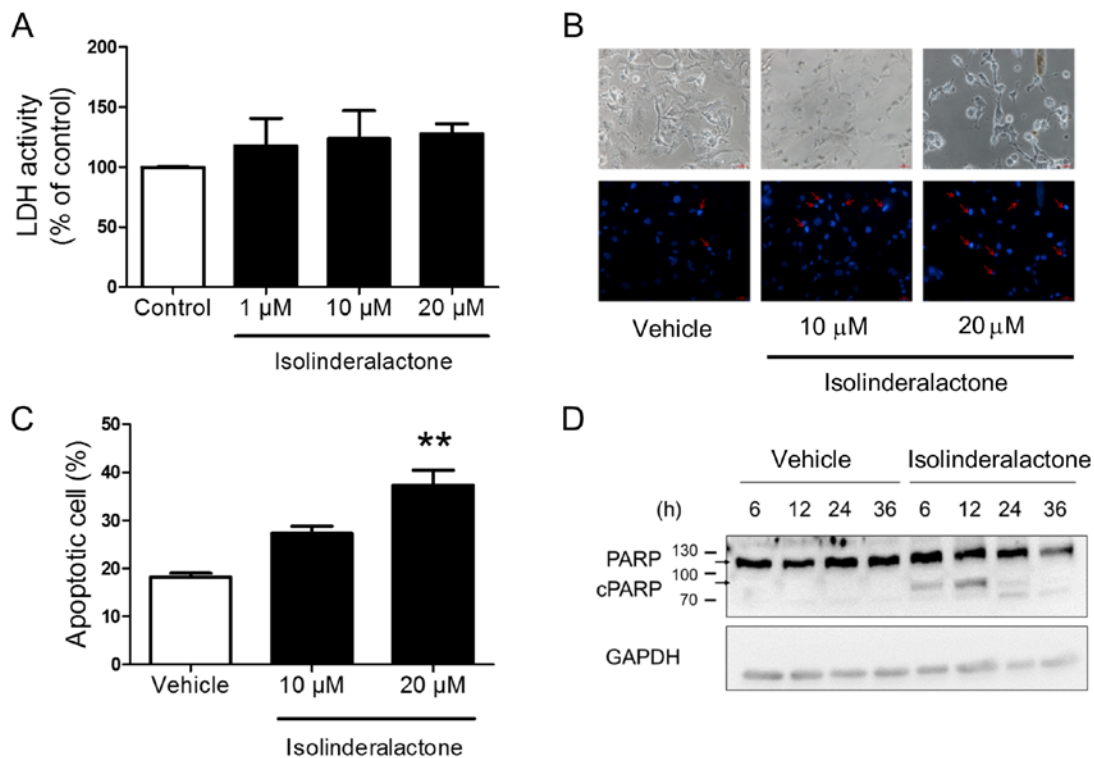 A
LDH activity
(% of control)
200
150
100
50
0
Control
1 μM
10 μM
20 μM
Isolinderalactone
B
Vehicle
10 μM
20 μM
Isolinderalactone
C
Apoptotic cell (%)
50
40
30
20
10
0
**
Vehicle
10 μM
20 μM
Isolinderalactone
D
Vehicle Isolinderalactone
(h) 6 12 24 36 6 12 24 36
PARP
130
100
cPARP
70
GAPDH